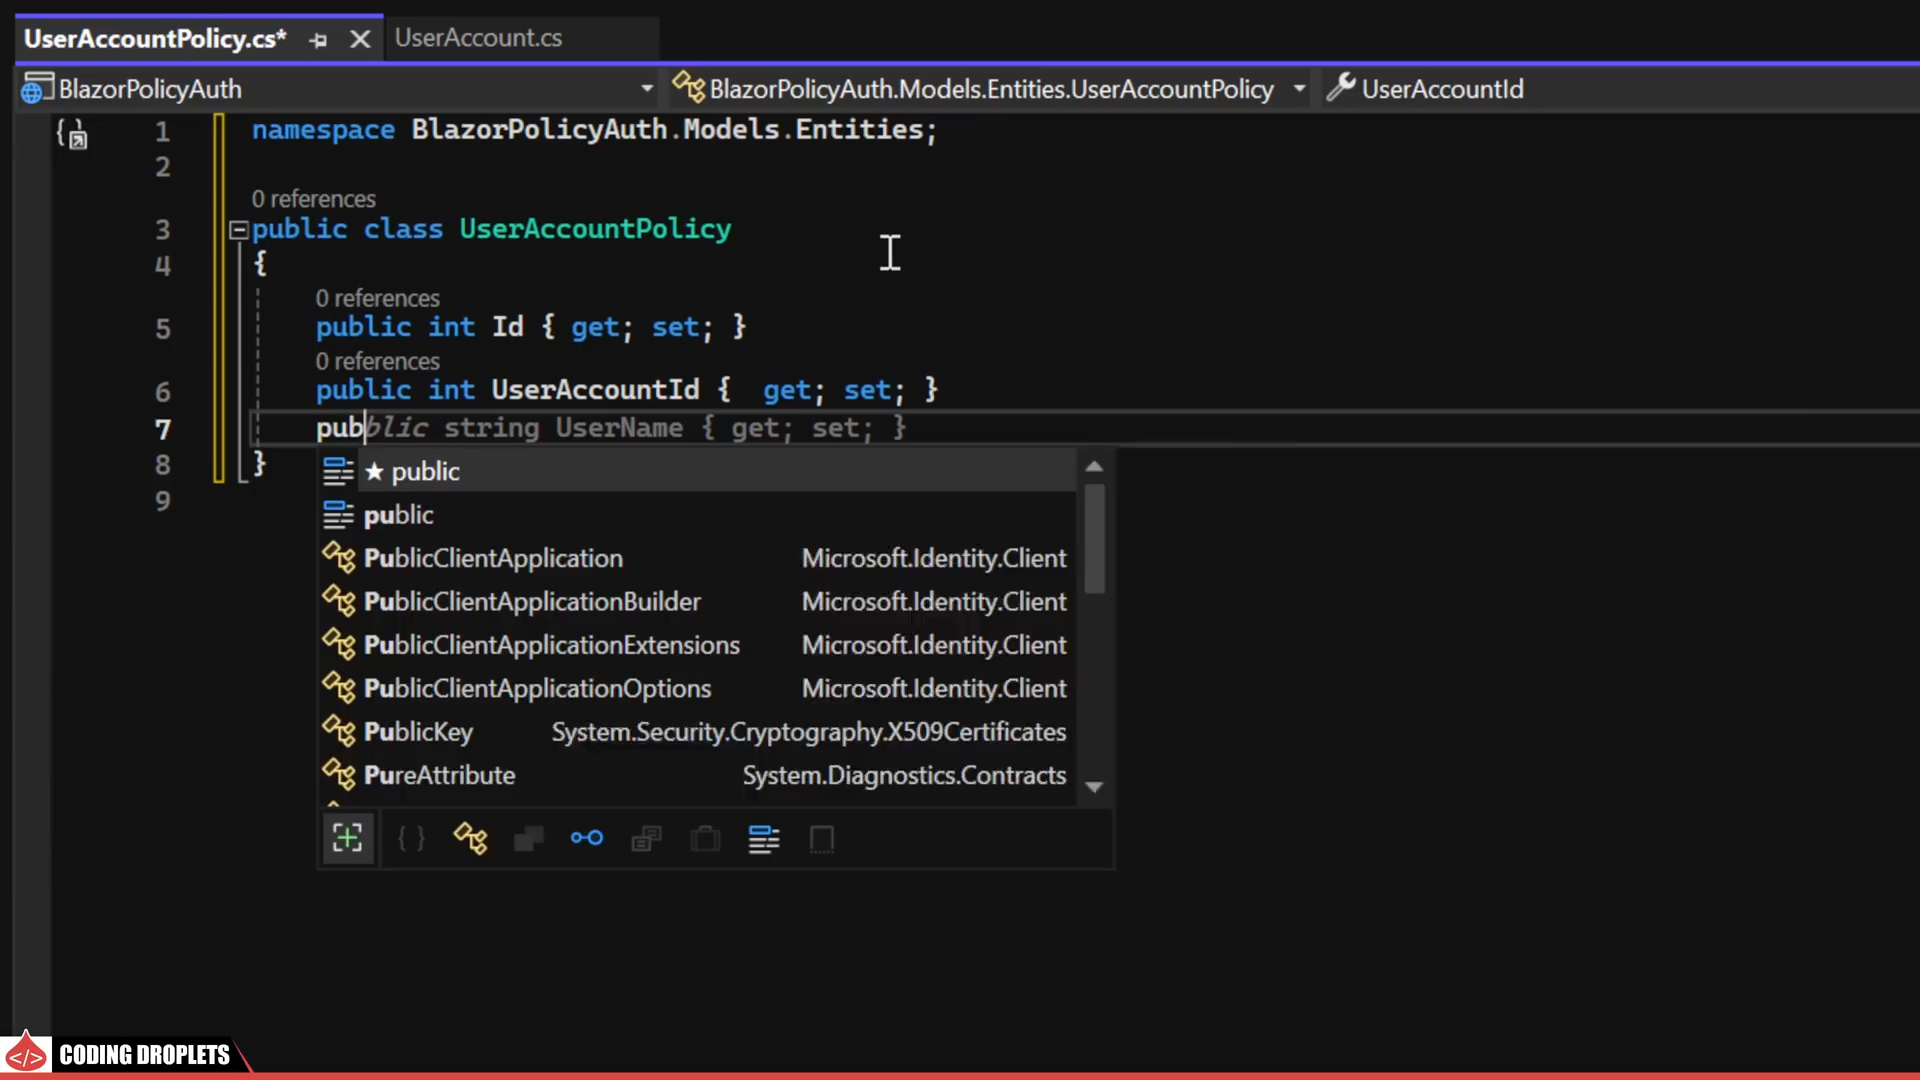 UserAccountPolicy.cs*
UserAccount.cs
BlazorPolicyAuth
BlazorPolicyAuth.Models.Entities.UserAccountPolicy
UserAccountId
1 namespace BlazorPolicyAuth.Models.Entities;
2
0 references
3 public class UserAccountPolicy
4 {
0 references
5 public int Id { get; set; }
0 references
6 public int UserAccountId {  get; set; }
7 public string UserName { get; set; }
8 }
9
★ public
public
PublicClientApplication Microsoft.Identity.Client
PublicClientApplicationBuilder Microsoft.Identity.Client
PublicClientApplicationExtensions Microsoft.Identity.Client
PublicClientApplicationOptions Microsoft.Identity.Client
PublicKey System.Security.Cryptography.X509Certificates
PureAttribute System.Diagnostics.Contracts
CODING DROPLETS